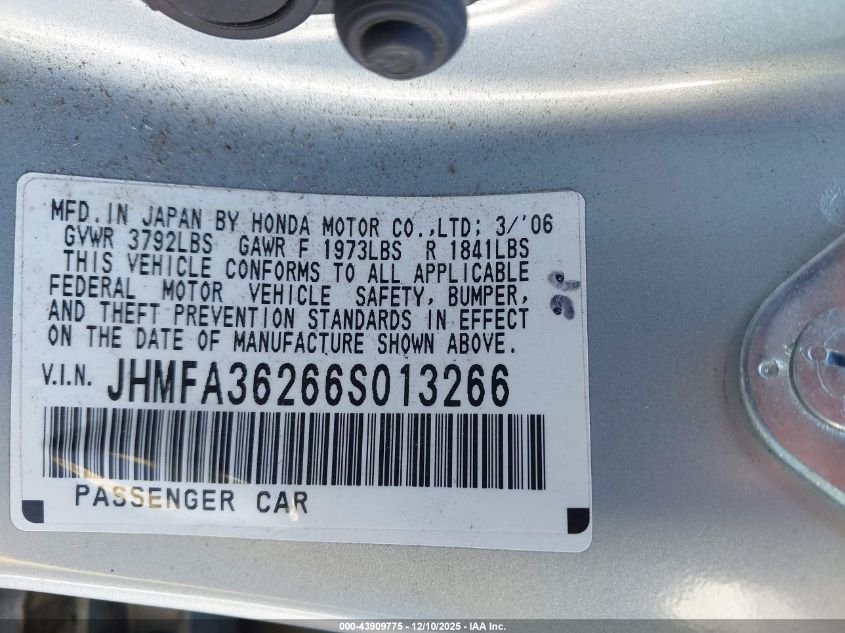 MFD. IN JAPAN BY HONDA MOTOR CO.,LTD; 3/'06
GVWR 3792LBS GAWR F 1973LBS R 1841LBS
THIS VEHICLE CONFORMS TO ALL APPLICABLE
FEDERAL MOTOR VEHICLE SAFETY, BUMPER,
AND THEFT PREVENTION STANDARDS IN EFFECT
ON THE DATE OF MANUFACTURE SHOWN ABOVE.
V.I.N. JHMFA36266S013266
PASSENGER CAR
000-43909775 - 12/10/2025 - IAA Inc.